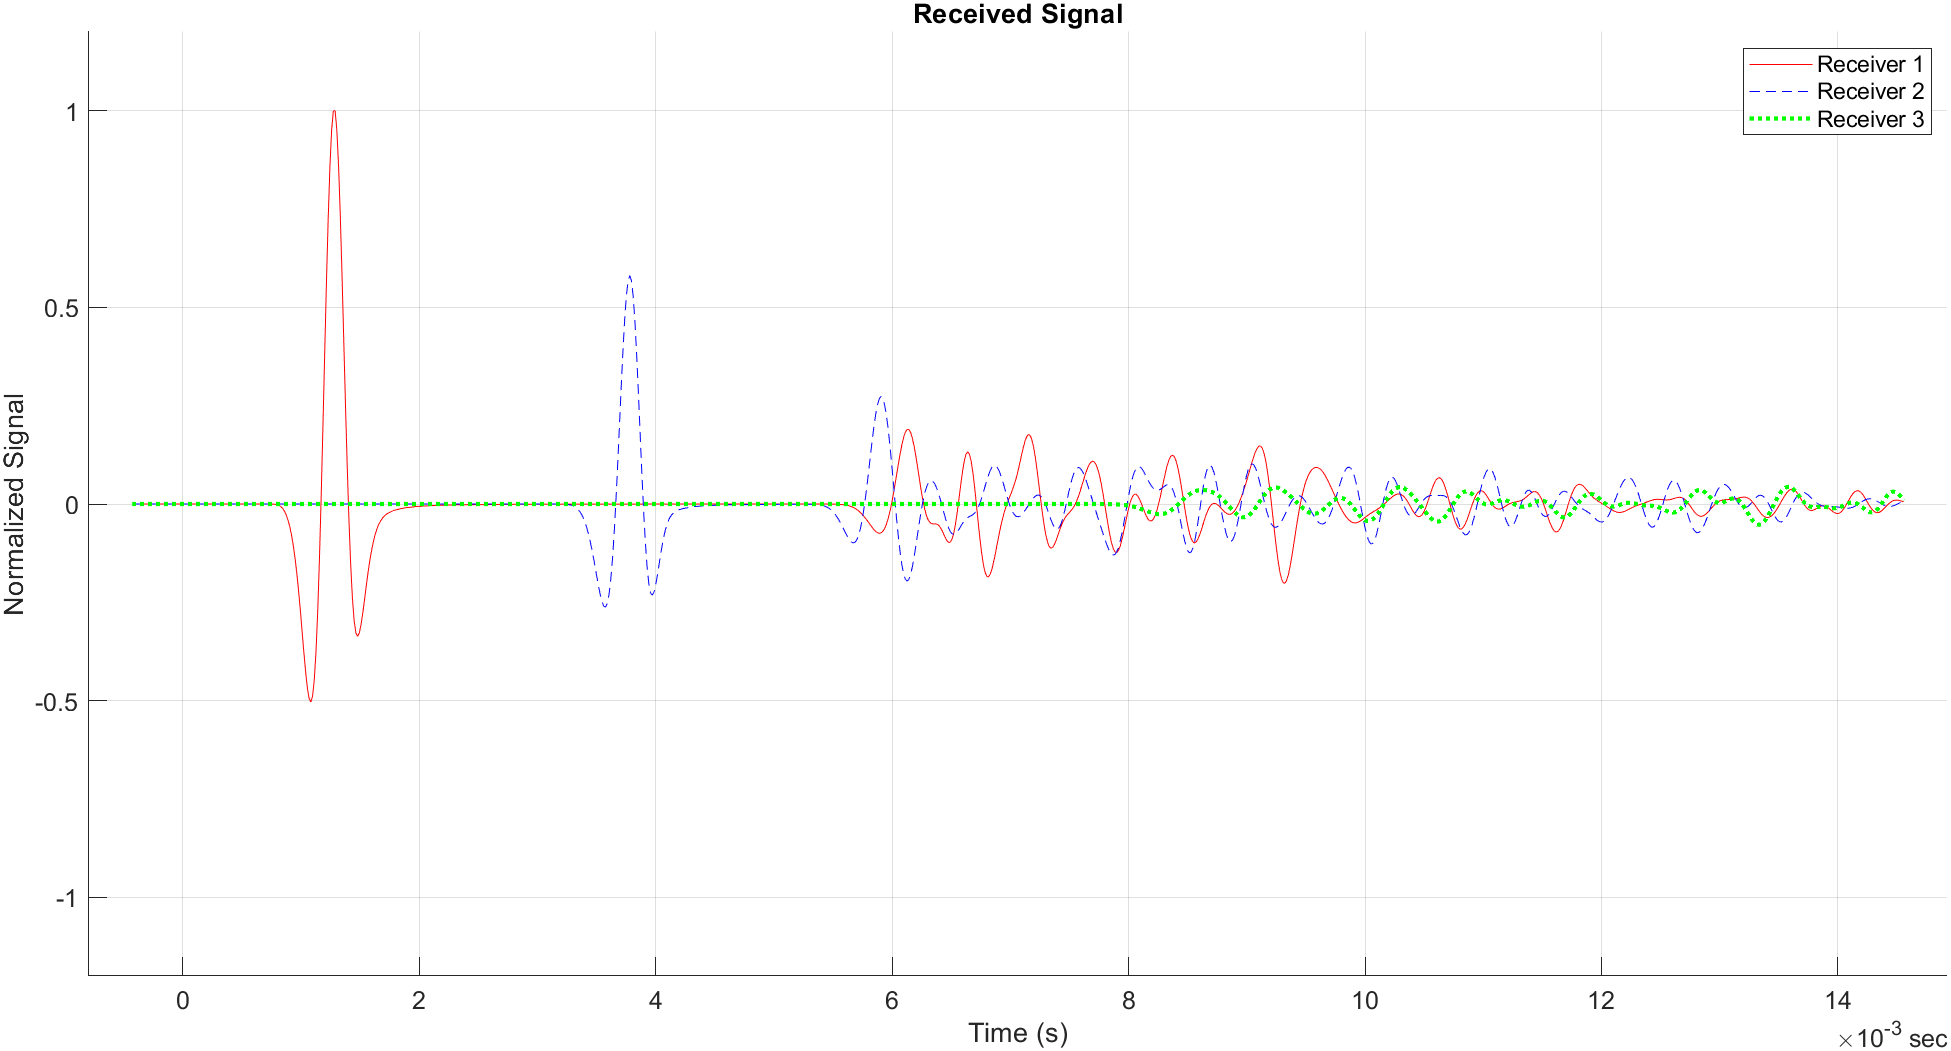 Received Signal
Receiver 1
Receiver 2
Receiver 3
1
0.5
0
-0.5
-1
Normalized Signal
0 2 4 6 8 10 12 14
Time (s)
×10⁻³ sec